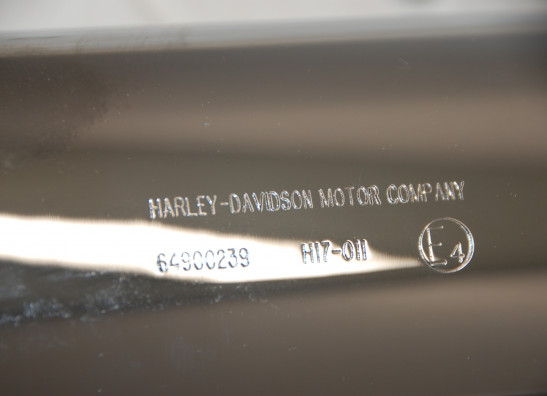 HARLEY-DAVIDSON MOTOR COMPANY
64900239 H17-011 E4